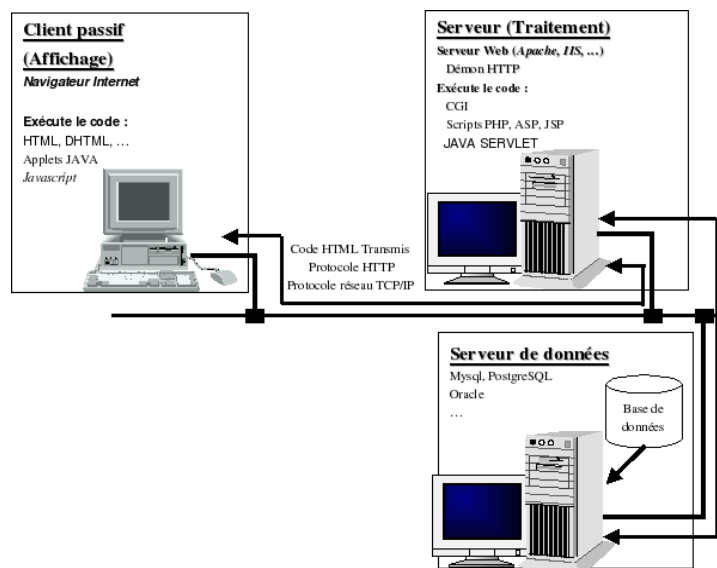 Client passif
(Affichage)
Navigateur Internet
Exécute le code :
HTML, DHTML, ...
Applets JAVA
Javascript
Serveur (Traitement)
Serveur Web (Apache, IIS, ...)
Démon HTTP
Exécute le code :
CGI
Scripts PHP, ASP, JSP
JAVA SERVLET
Code HTML Transmis
Protocole HTTP
Protocole réseau TCP/IP
Serveur de données
Mysql, PostgreSQL
Oracle
...
Base de
données